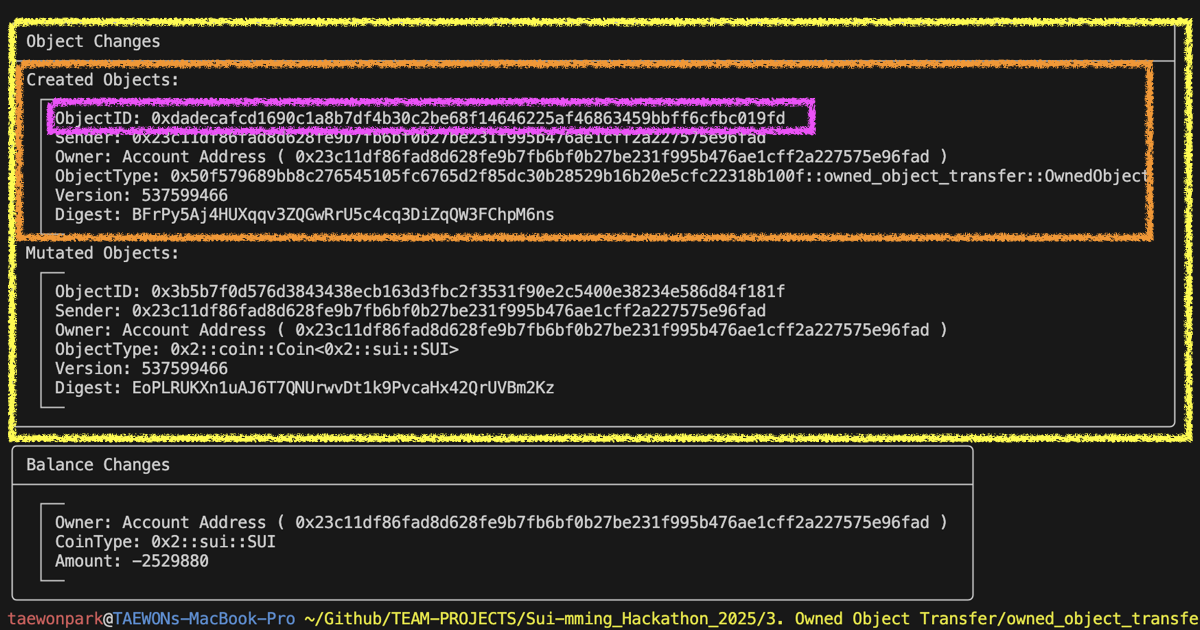 Object Changes
Created Objects:
ObjectID: 0xdadecafcd1690c1a8b7df4b30c2be68f14646225af46863459bbff6cfbc019fd
Sender: 0x23c11df86fad8d628fe9b7fb6bf0b27be231f995b476ae1cff2a227575e96fad
Owner: Account Address ( 0x23c11df86fad8d628fe9b7fb6bf0b27be231f995b476ae1cff2a227575e96fad )
ObjectType: 0x50f579689bb8c276545105fc6765d2f85dc30b28529b16b20e5cfc22318b100f::owned_object_transfer::OwnedObject
Version: 537599466
Digest: BFrPy5Aj4HUXqqv3ZQGwRrU5c4cq3DiZqQW3FChpM6ns
Mutated Objects:
ObjectID: 0x3b5b7f0d576d3843438ecb163d3fbc2f3531f90e2c5400e38234e586d84f181f
Sender: 0x23c11df86fad8d628fe9b7fb6bf0b27be231f995b476ae1cff2a227575e96fad
Owner: Account Address ( 0x23c11df86fad8d628fe9b7fb6bf0b27be231f995b476ae1cff2a227575e96fad )
ObjectType: 0x2::coin::Coin<0x2::sui::SUI>
Version: 537599466
Digest: EoPLRUKXn1uAJ6T7QNUrwvDt1k9PvcaHx42QrUVBm2Kz
Balance Changes
Owner: Account Address ( 0x23c11df86fad8d628fe9b7fb6bf0b27be231f995b476ae1cff2a227575e96fad )
CoinType: 0x2::sui::SUI
Amount: -2529880
taewonpark@TAEWONs-MacBook-Pro ~/Github/TEAM-PROJECTS/Sui-mming_Hackathon_2025/3. Owned Object Transfer/owned_object_transfe